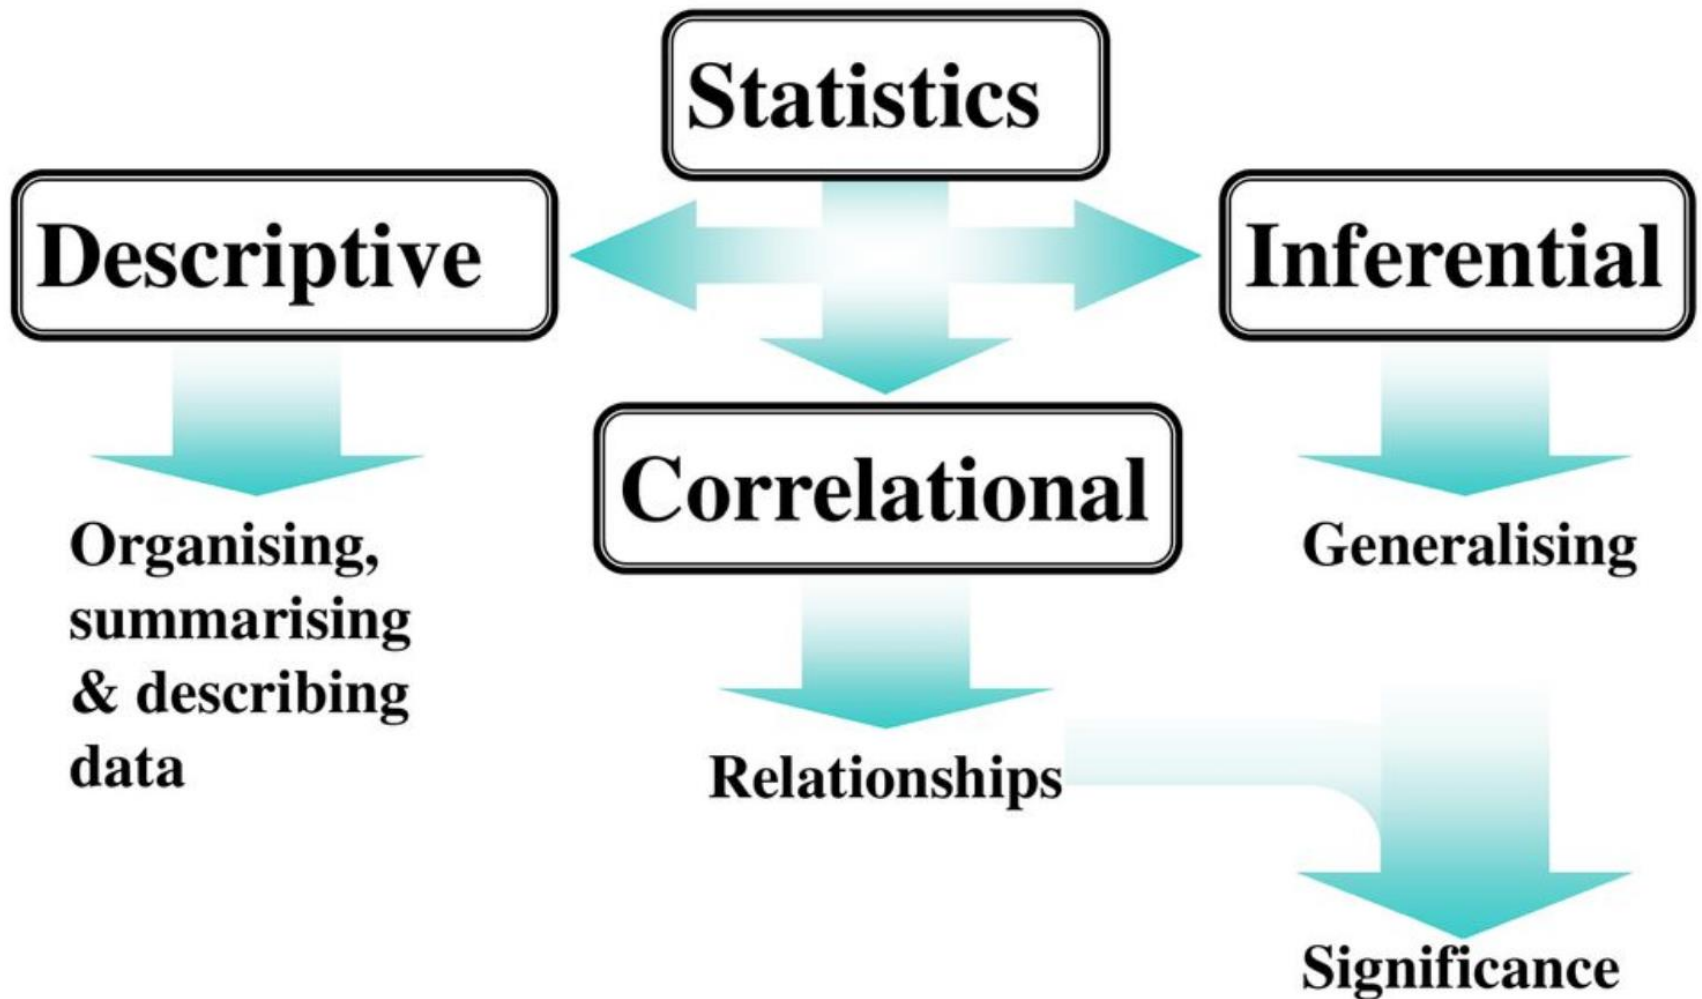 Statistics
Descriptive
Inferential
Correlational
Organising,
summarising
& describing
data
Generalising
Relationships
Significance